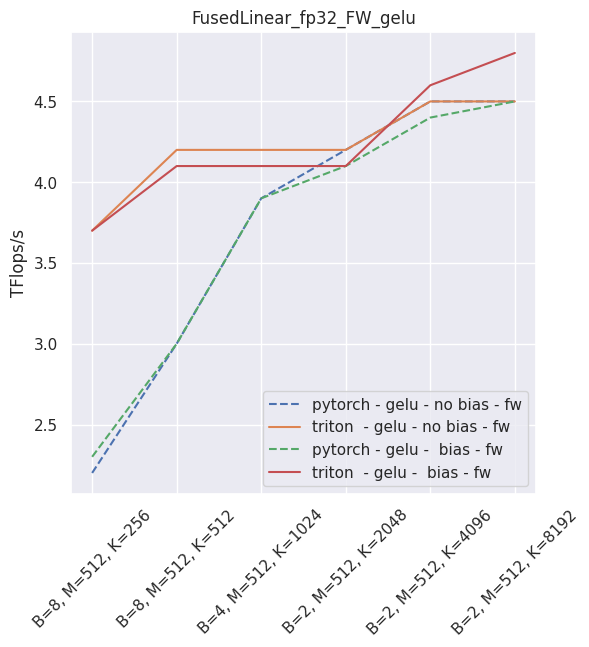 FusedLinear_fp32_FW_gelu
TFlops/s
4.5
4.0
3.5
3.0
2.5
pytorch - gelu - no bias - fw
triton  - gelu - no bias - fw
pytorch - gelu -  bias - fw
triton  - gelu -  bias - fw
B=8, M=512, K=256
B=8, M=512, K=512
B=4, M=512, K=1024
B=2, M=512, K=2048
B=2, M=512, K=4096
B=2, M=512, K=8192